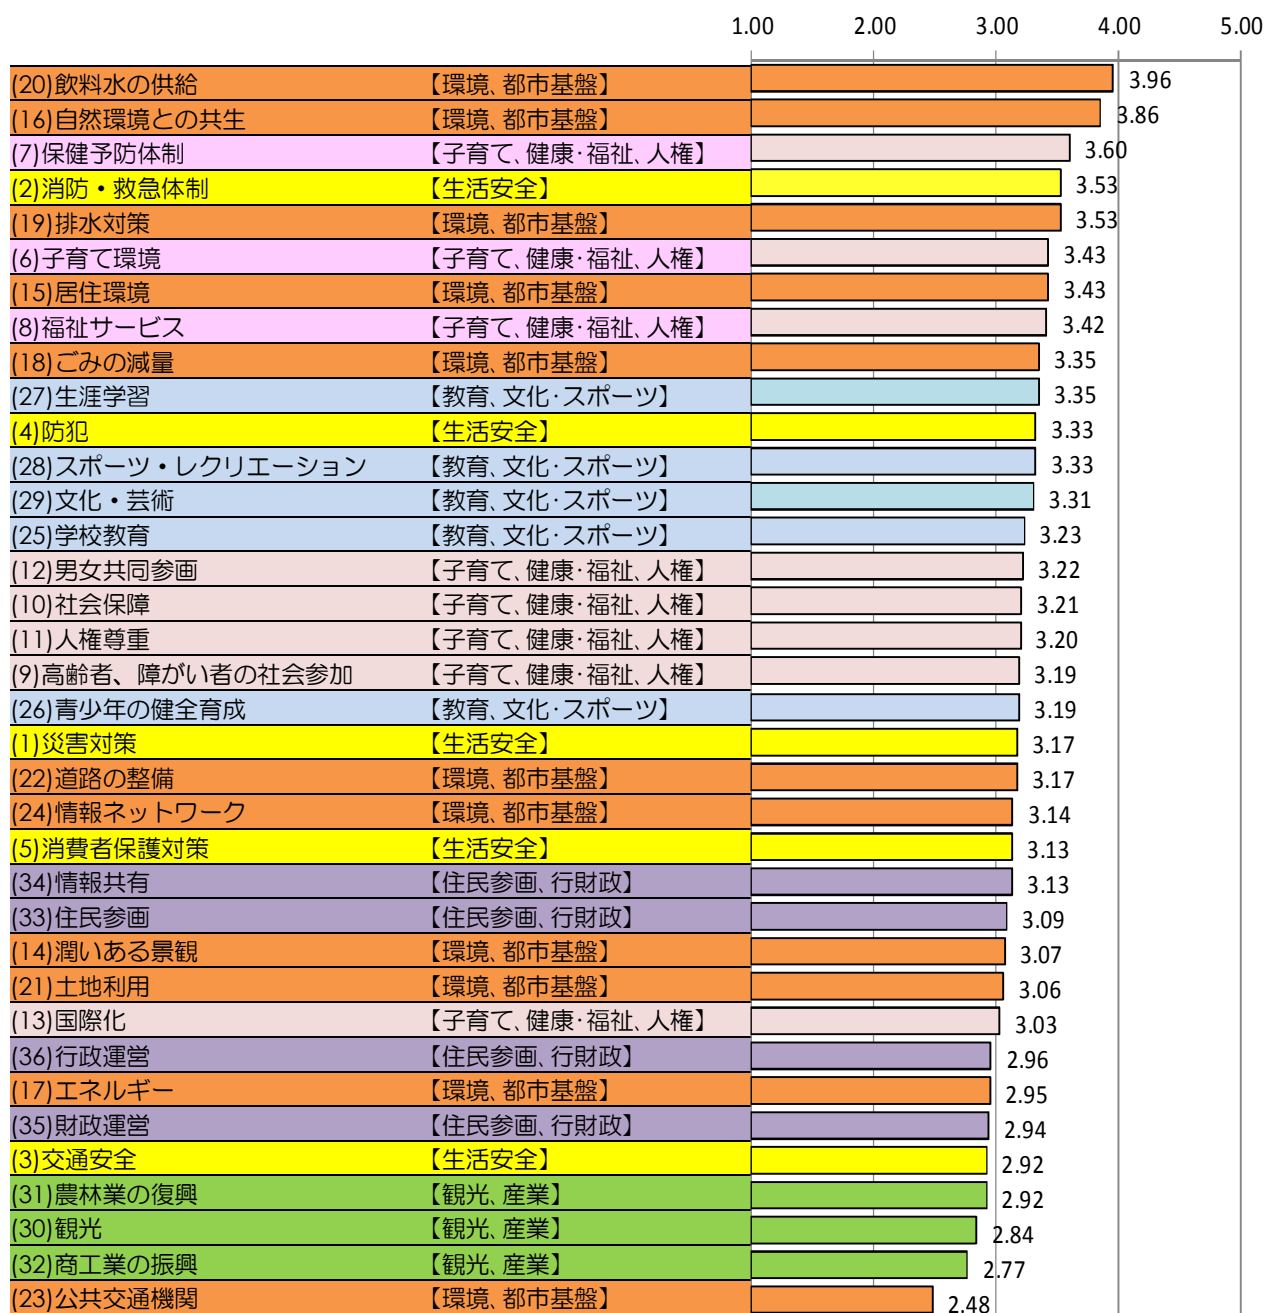 1.00 2.00 3.00 4.00 5.00
(20)飲料水の供給 【環境、都市基盤】 3.96
(16)自然環境との共生 【環境、都市基盤】 3.86
(7)保健予防体制 【子育て、健康・福祉、人権】 3.60
(2)消防・救急体制 【生活安全】 3.53
(19)排水対策 【環境、都市基盤】 3.53
(6)子育て環境 【子育て、健康・福祉、人権】 3.43
(15)居住環境 【環境、都市基盤】 3.43
(8)福祉サービス 【子育て、健康・福祉、人権】 3.42
(18)ごみの減量 【環境、都市基盤】 3.35
(27)生涯学習 【教育、文化・スポーツ】 3.35
(4)防犯 【生活安全】 3.33
(28)スポーツ・レクリエーション 【教育、文化・スポーツ】 3.33
(29)文化・芸術 【教育、文化・スポーツ】 3.31
(25)学校教育 【教育、文化・スポーツ】 3.23
(12)男女共同参画 【子育て、健康・福祉、人権】 3.22
(10)社会保障 【子育て、健康・福祉、人権】 3.21
(11)人権尊重 【子育て、健康・福祉、人権】 3.20
(9)高齢者、障がい者の社会参加 【子育て、健康・福祉、人権】 3.19
(26)青少年の健全育成 【教育、文化・スポーツ】 3.19
(1)災害対策 【生活安全】 3.17
(22)道路の整備 【環境、都市基盤】 3.17
(24)情報ネットワーク 【環境、都市基盤】 3.14
(5)消費者保護対策 【生活安全】 3.13
(34)情報共有 【住民参画、行財政】 3.13
(33)住民参画 【住民参画、行財政】 3.09
(14)潤いある景観 【環境、都市基盤】 3.07
(21)土地利用 【環境、都市基盤】 3.06
(13)国際化 【子育て、健康・福祉、人権】 3.03
(36)行政運営 【住民参画、行財政】 2.96
(17)エネルギー 【環境、都市基盤】 2.95
(35)財政運営 【住民参画、行財政】 2.94
(3)交通安全 【生活安全】 2.92
(31)農林業の復興 【観光、産業】 2.92
(30)観光 【観光、産業】 2.84
(32)商工業の振興 【観光、産業】 2.77
(23)公共交通機関 【環境、都市基盤】 2.48